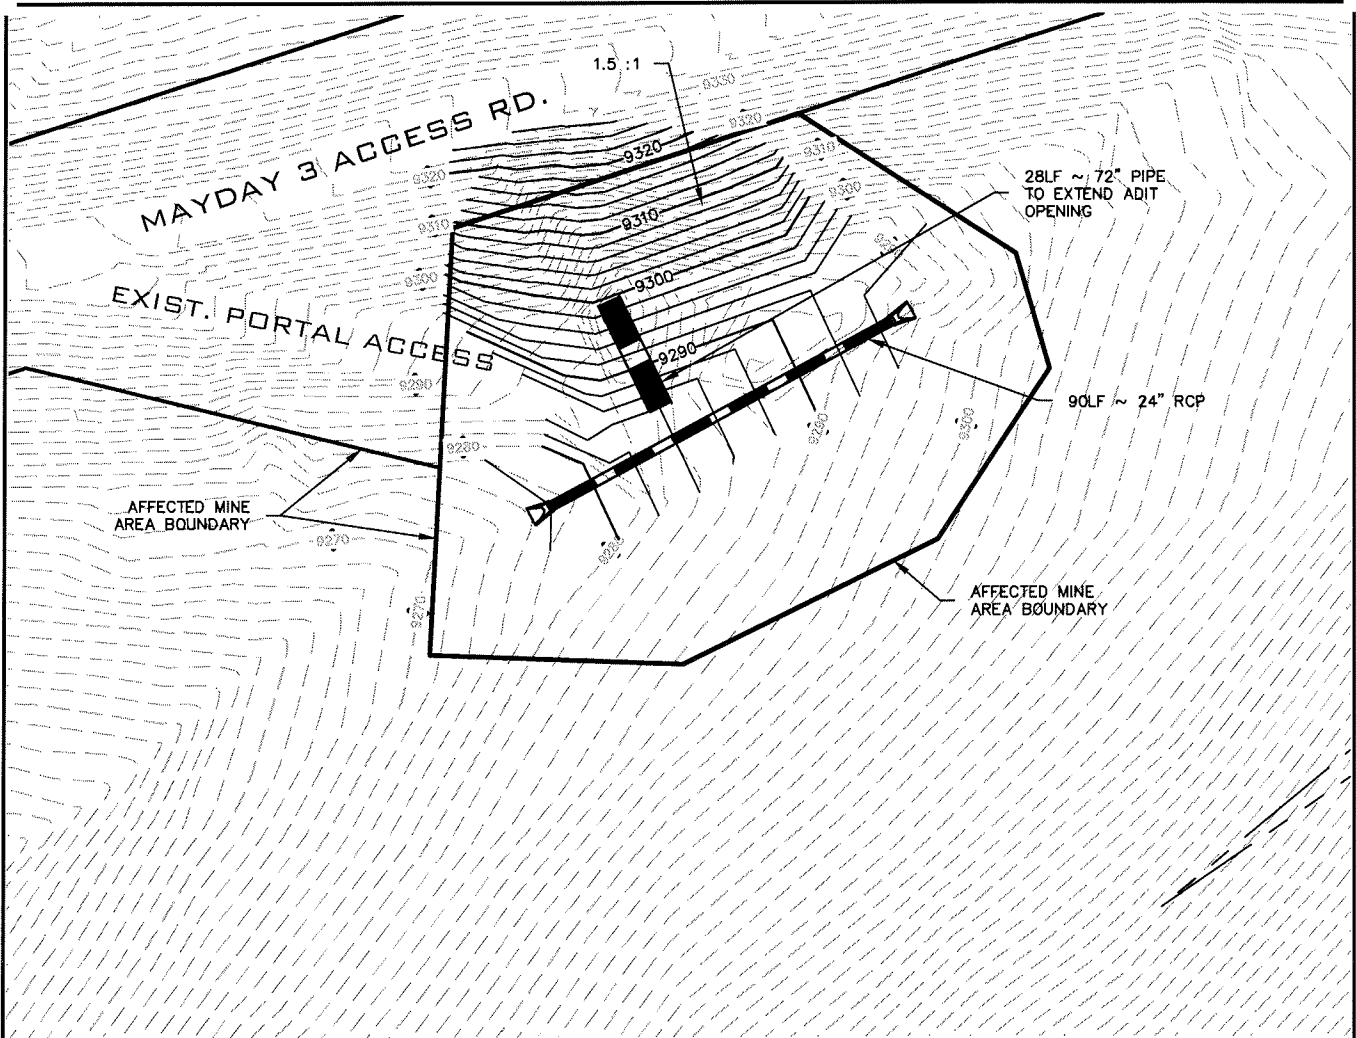 1.5 :1
9330
9320
MAYDAY 3 ACCESS RD.
9320
9310
9320
9300
28LF ~ 72" PIPE
TO EXTEND ADIT
OPENING
9310
9310
9300
9300
EXIST. PORTAL ACCESS
9290
9290
90LF ~ 24" RCP
9290
9300
9280
AFFECTED MINE
AREA BOUNDARY
9270
9280
9270
AFFECTED MINE
AREA BOUNDARY